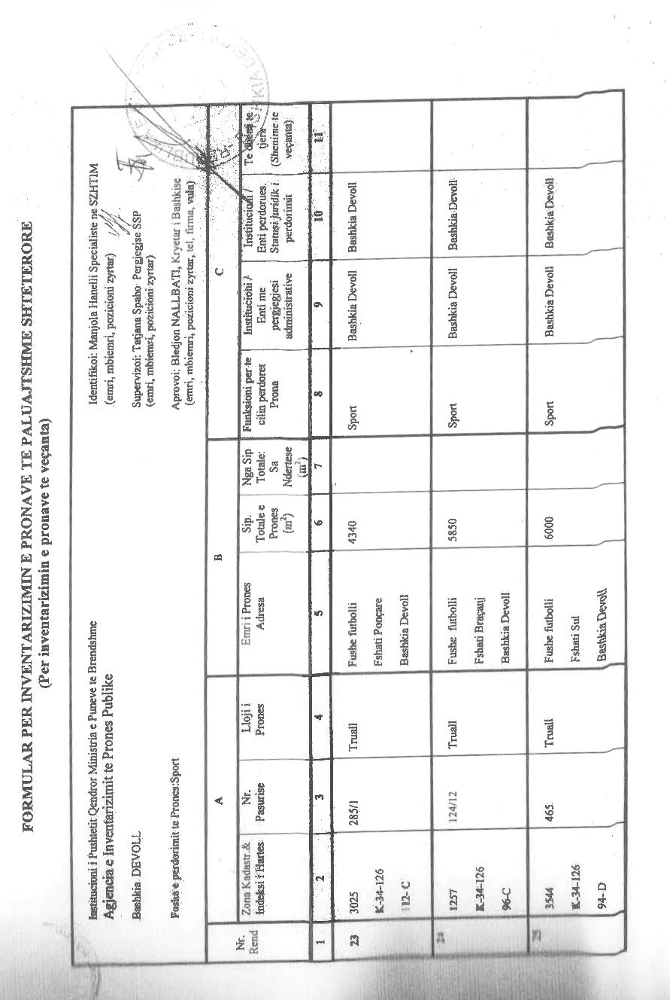 FORMULAR PER INVENTARIZIMIN E PRONAVE TE PALUAJTSHME SHTETERORE
(Per inventarizimin e pronave te veçanta)
Institucioni i Pushtetit Qendror Ministria e Puneve te Brendshme
Agjencia e Inventarizimit te Prones Publike
Bashkia DEVOLL
Fusha e perdorimit te Prones:Sport
Identifikoi: Manjola Hanelli Specialiste ne SZHTIM
(emri, mbiemri, pozicioni zyrtar)
Supervizoi: Tatjana Spaho Pergjegjse SSP
(emri, mbiemri, pozicioni zyrtar)
Aprovoi: Bledjon NALLBATI, Kryetar i Bashkise
(emri, mbiemri, pozicioni zyrtar, tel, firma, vula)
Nr.
Rend
A
B
C
Zona Kadastr.&
Indeksi i Hartes
Nr.
Pasurise
Lloji i
Prones
Emri i Prones
Adresa
Sip.
Totale e
Prones
(m²)
Nga Sip
Totale:
Sa
Ndertese
(m²)
Funksioni per te
cilin perdoret
Prona
Institucioni /
Enti me
pergjegjesi
administrative
Institucioni /
Enti perdorues.
Statusi juridik i
perdorimit
Te dhena te
tjera
(Shenime te
veçanta)
1 2 3 4 5 6 7 8 9 10 11
23 3025 285/1 Truall Fushe futbolli 4340 Sport Bashkia Devoll Bashkia Devoll
K-34-126 Fshati Ponçare
112- C Bashkia Devoll
24 1257 124/12 Truall Fushe futbolli 5850 Sport Bashkia Devoll Bashkia Devoll
K-34-126 Fshati Braçanj
96-C Bashkia Devoll
25 3544 465 Truall Fushe futbolli 6000 Sport Bashkia Devoll Bashkia Devoll
K-34-126 Fshati Sul
94- D Bashkia Devoll